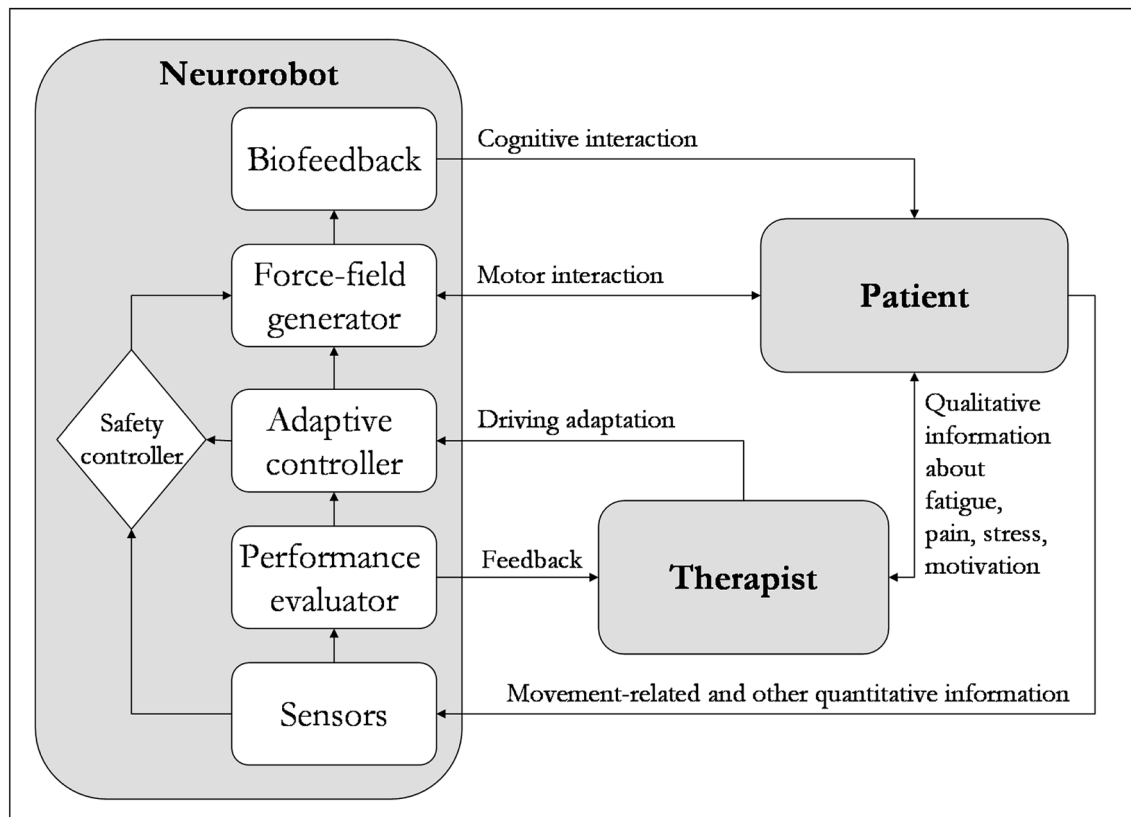 Neurorobot
Biofeedback
Cognitive interaction
Force-field
generator
Motor interaction
Patient
Safety
controller
Adaptive
controller
Driving adaptation
Qualitative
information
about
fatigue,
pain, stress,
motivation
Performance
evaluator
Feedback
Therapist
Sensors
Movement-related and other quantitative information